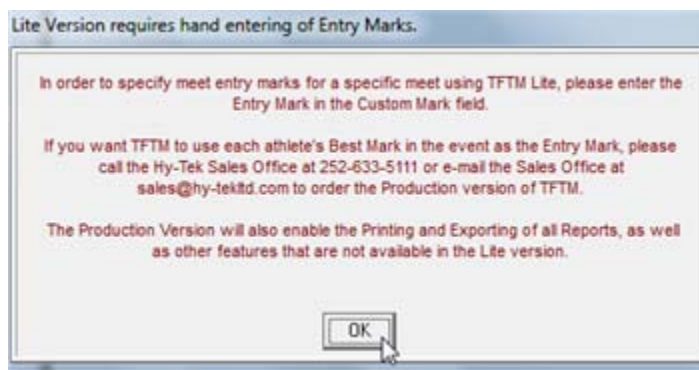 Lite Version requires hand entering of Entry Marks.
In order to specify meet entry marks for a specific meet using TFTM Lite, please enter the
Entry Mark in the Custom Mark field.
If you want TFTM to use each athlete's Best Mark in the event as the Entry Mark, please
call the Hy-Tek Sales Office at 252-633-5111 or e-mail the Sales Office at
sales@hy-tekltd.com to order the Production version of TFTM.
The Production Version will also enable the Printing and Exporting of all Reports, as well
as other features that are not available in the Lite version.
OK